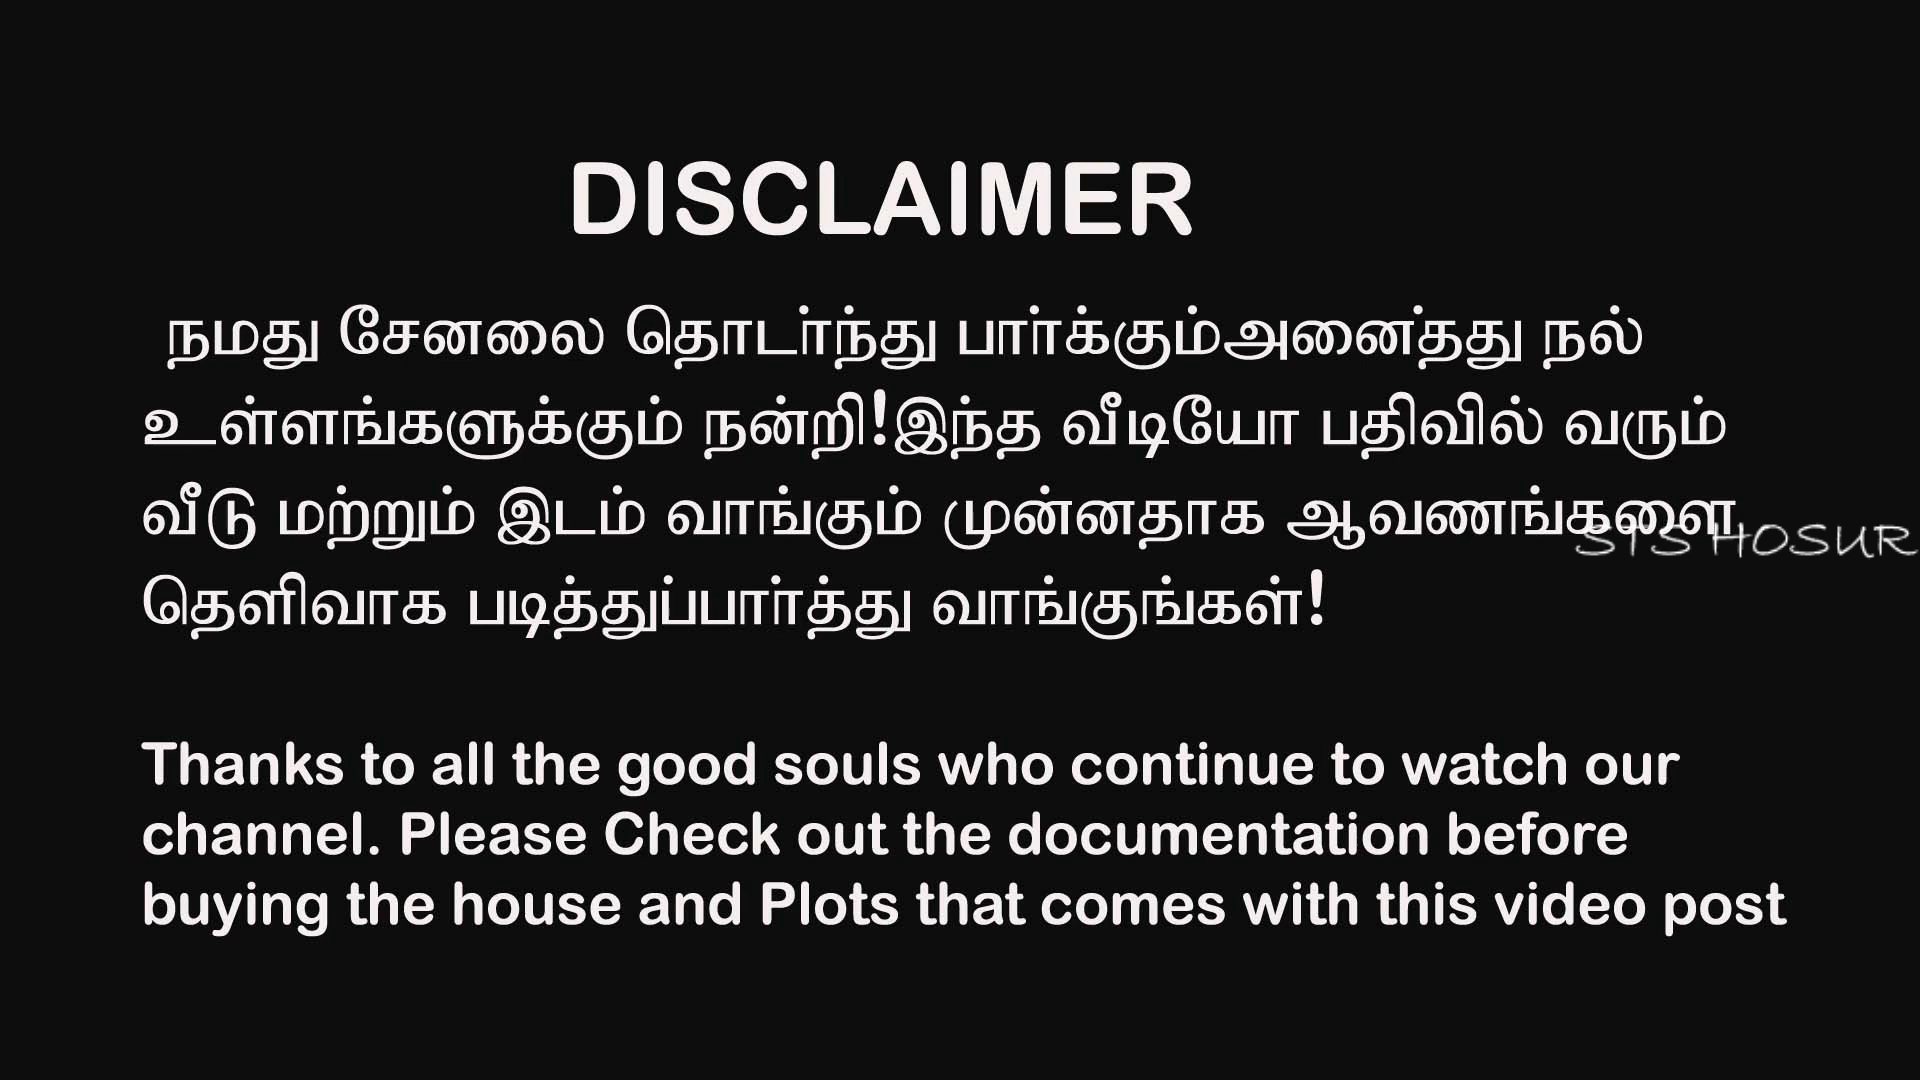 DISCLAIMER
நமது சேனலை தொடர்ந்து பார்க்கும்அனைத்து நல்
உள்ளங்களுக்கும் நன்றி!இந்த வீடியோ பதிவில் வரும்
வீடு மற்றும் இடம் வாங்கும் முன்னதாக ஆவணங்களை
STS HOSUR
தெளிவாக படித்துப்பார்த்து வாங்குங்கள்!
Thanks to all the good souls who continue to watch our
channel. Please Check out the documentation before
buying the house and Plots that comes with this video post